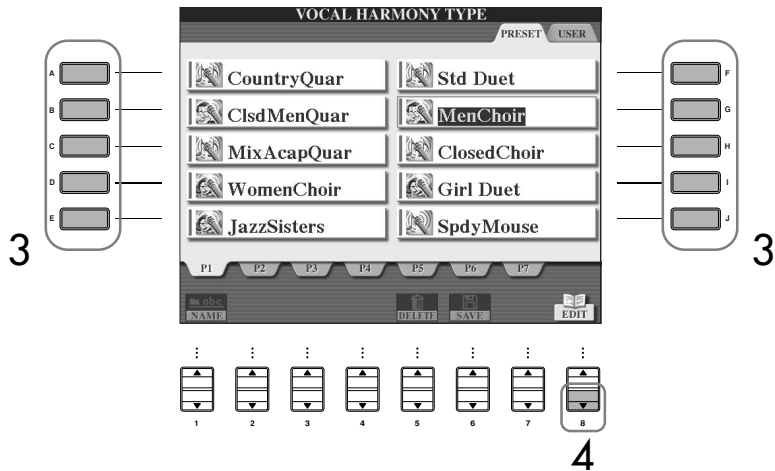 VOCAL HARMONY TYPE
PRESET USER
A CountryQuar Std Duet F
B ClsdMenQuar MenChoir G
C MixAcapQuar ClosedChoir H
D WomenChoir Girl Duet I
E JazzSisters SpdyMouse J
3 3
P1 P2 P3 P4 P5 P6 P7
abc
NAME DELETE SAVE EDIT
1 2 3 4 5 6 7 8
4